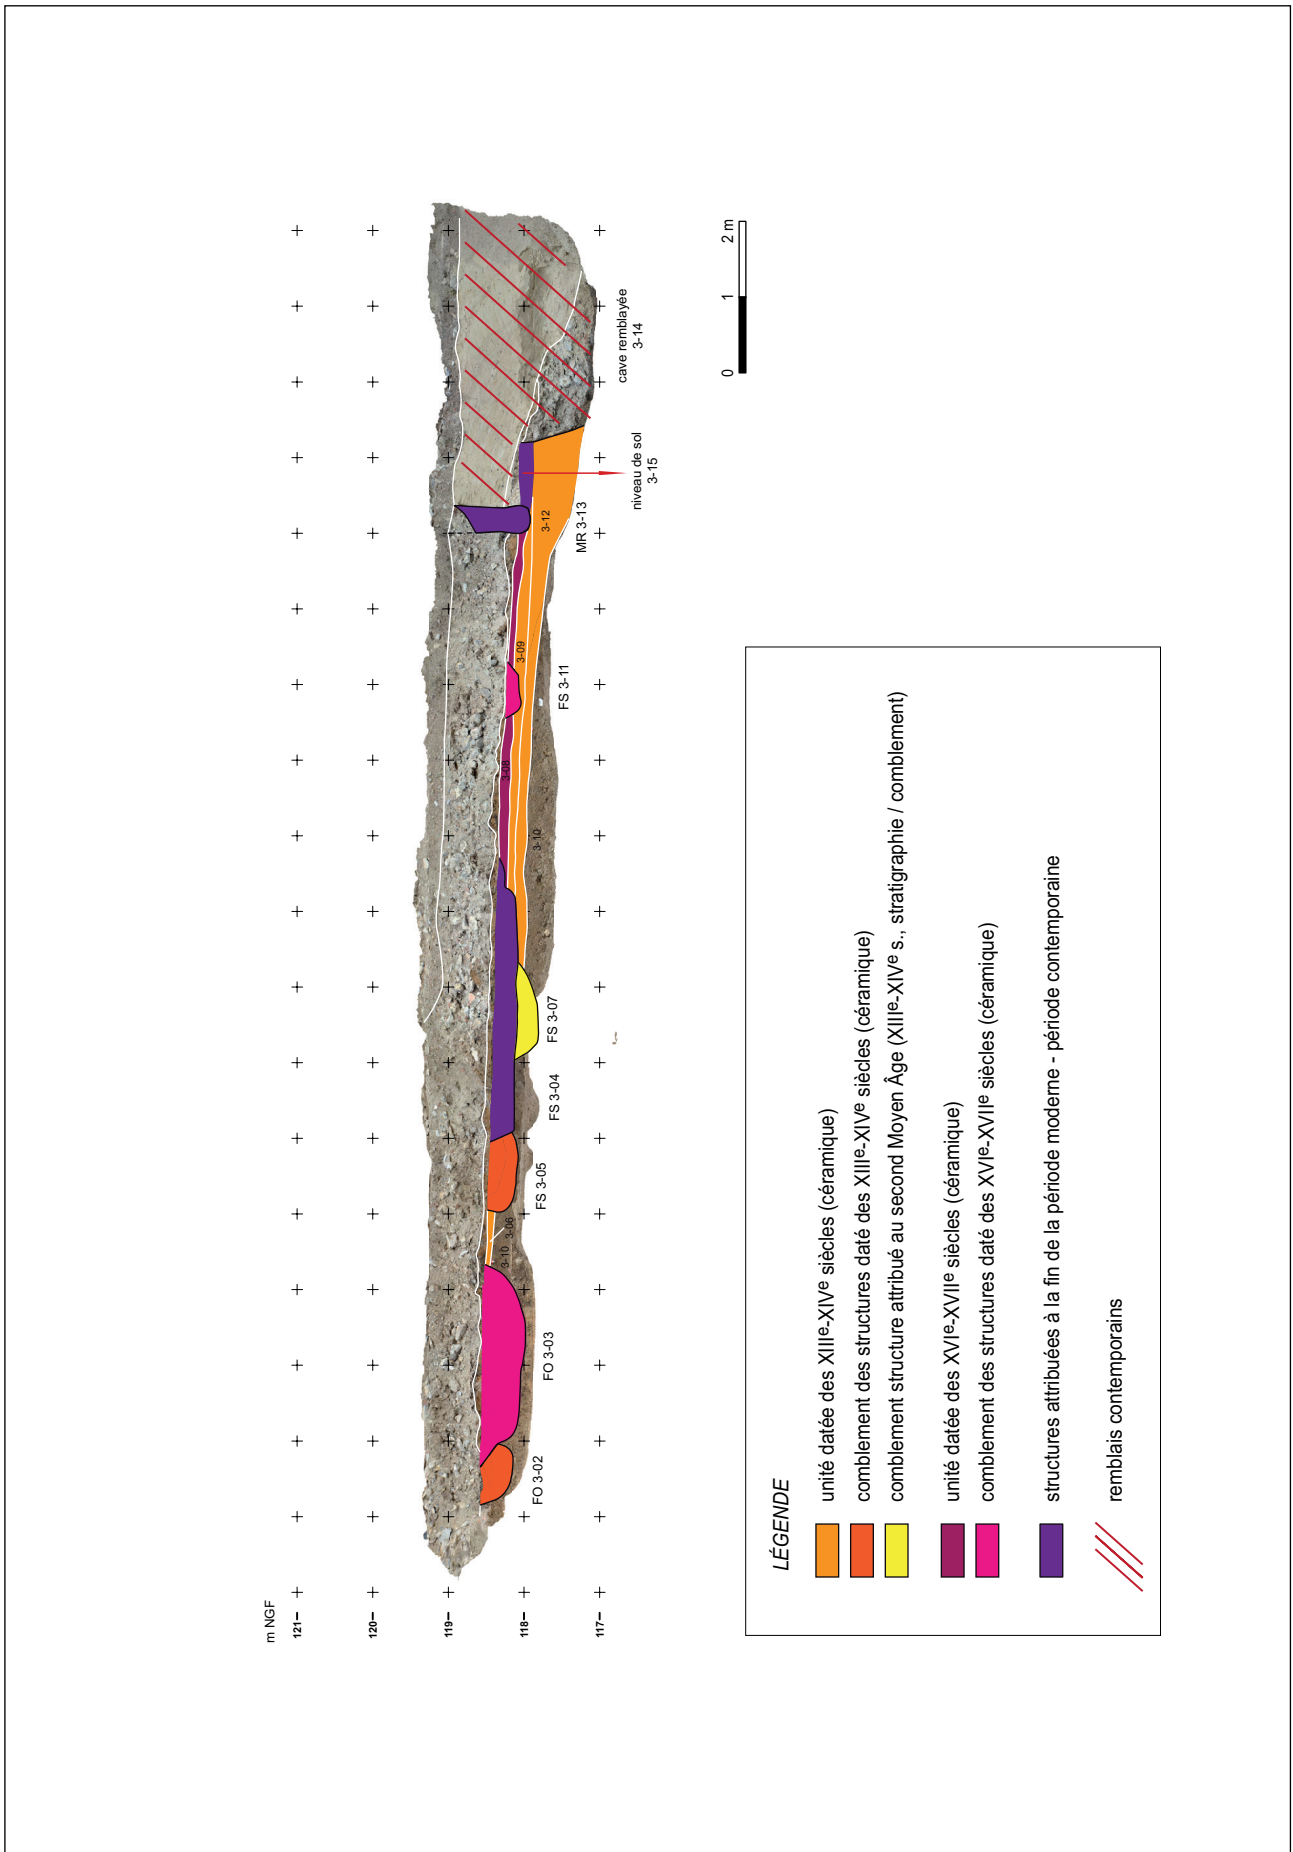 m NGF
121
120
119
118
117
FO 3-02
FO 3-03
3-10
3-06
FS 3-05
FS 3-04
FS 3-07
3-10
3-08
FS 3-11
3-09
3-12
MR 3-13
niveau de sol
3-15
cave remblayée
3-14
0 1 2 m
LÉGENDE
unité datée des XIIIe-XIVe siècles (céramique)
comblement des structures daté des XIIIe-XIVe siècles (céramique)
comblement structure attribué au second Moyen Âge (XIIIe-XIVe s., stratigraphie / comblement)
unité datée des XVIe-XVIIe siècles (céramique)
comblement des structures daté des XVIe-XVIIe siècles (céramique)
structures attribuées à la fin de la période moderne - période contemporaine
remblais contemporains